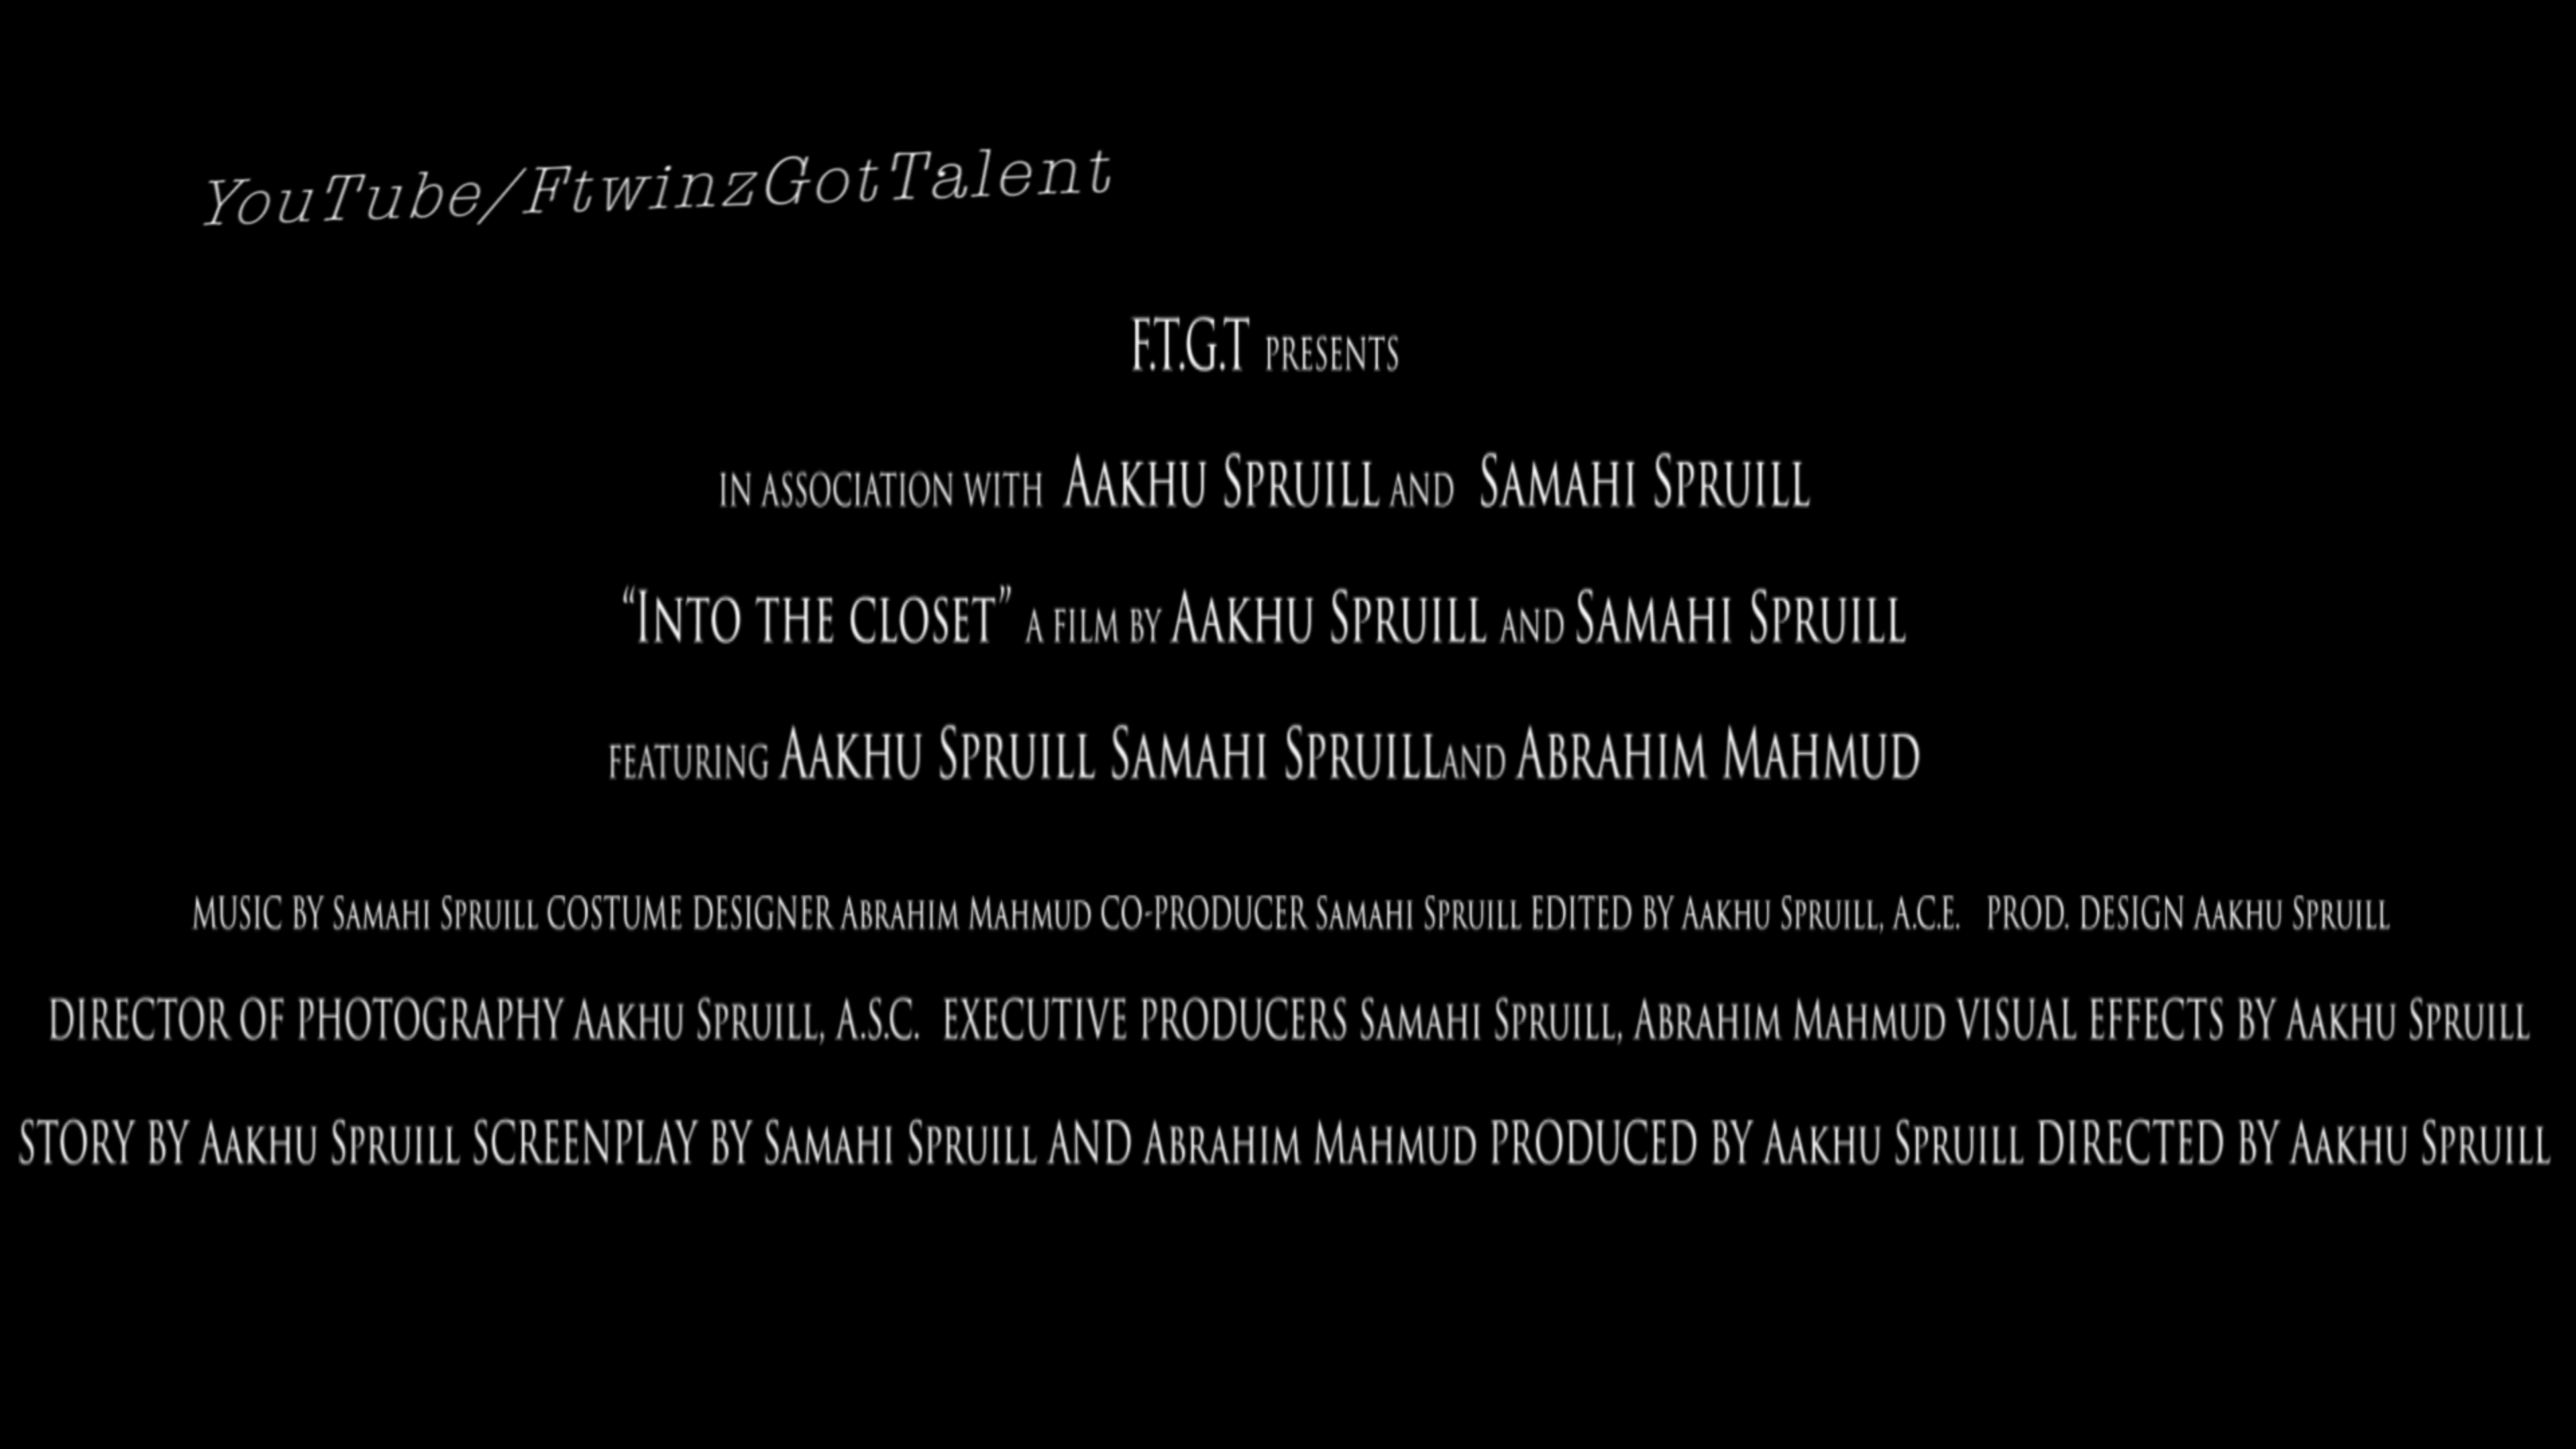 YouTube/FtwinzGotTalent
F.T.G.T PRESENTS
IN ASSOCIATION WITH AAKHU SPRUILL AND SAMAHI SPRUILL
“INTO THE CLOSET” A FILM BY AAKHU SPRUILL AND SAMAHI SPRUILL
FEATURING AAKHU SPRUILL SAMAHI SPRUILLAND ABRAHIM MAHMUD
MUSIC BY SAMAHI SPRUILL COSTUME DESIGNER ABRAHIM MAHMUD CO-PRODUCER SAMAHI SPRUILL EDITED BY AAKHU SPRUILL, A.C.E. PROD. DESIGN AAKHU SPRUILL
DIRECTOR OF PHOTOGRAPHY AAKHU SPRUILL, A.S.C. EXECUTIVE PRODUCERS SAMAHI SPRUILL, ABRAHIM MAHMUD VISUAL EFFECTS BY AAKHU SPRUILL
STORY BY AAKHU SPRUILL SCREENPLAY BY SAMAHI SPRUILL AND ABRAHIM MAHMUD PRODUCED BY AAKHU SPRUILL DIRECTED BY AAKHU SPRUILL